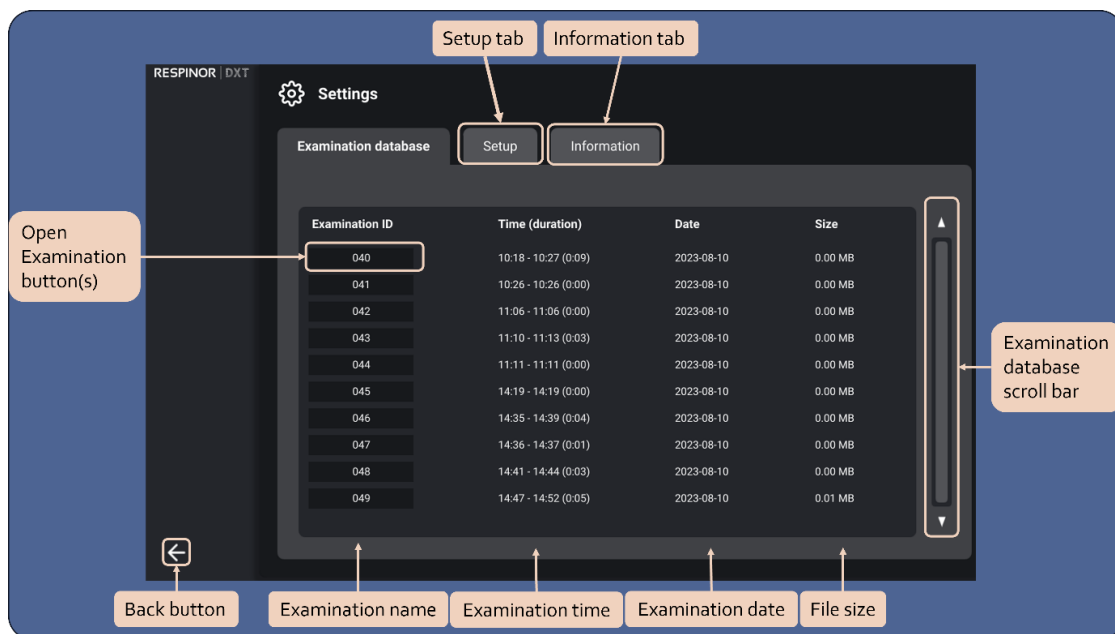 Setup tab
Information tab
RESPINOR | DXT
Settings
Examination database
Setup
Information
Examination ID Time (duration) Date Size
040 10:18 - 10:27 (0:09) 2023-08-10 0.00 MB
041 10:26 - 10:26 (0:00) 2023-08-10 0.00 MB
042 11:06 - 11:06 (0:00) 2023-08-10 0.00 MB
043 11:10 - 11:13 (0:03) 2023-08-10 0.00 MB
044 11:11 - 11:11 (0:00) 2023-08-10 0.00 MB
045 14:19 - 14:19 (0:00) 2023-08-10 0.00 MB
046 14:35 - 14:39 (0:04) 2023-08-10 0.00 MB
047 14:36 - 14:37 (0:01) 2023-08-10 0.00 MB
048 14:41 - 14:44 (0:03) 2023-08-10 0.00 MB
049 14:47 - 14:52 (0:05) 2023-08-10 0.01 MB
Open
Examination
button(s)
Examination
database
scroll bar
Back button
Examination name
Examination time
Examination date
File size